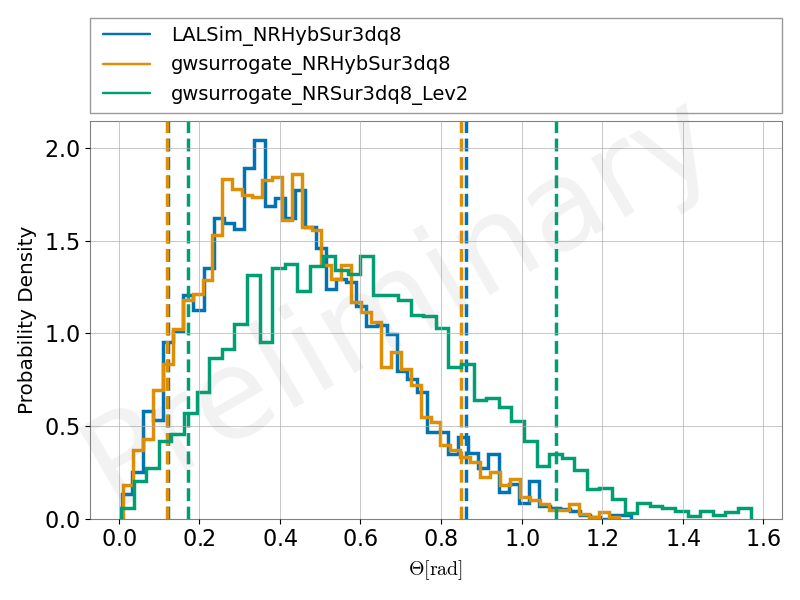 LALSim_NRHybSur3dq8
gwsurrogate_NRHybSur3dq8
gwsurrogate_NRSur3dq8_Lev2
Preliminary
Probability Density
2.0
1.5
1.0
0.5
0.0
0.0 0.2 0.4 0.6 0.8 1.0 1.2 1.4 1.6
Θ[rad]